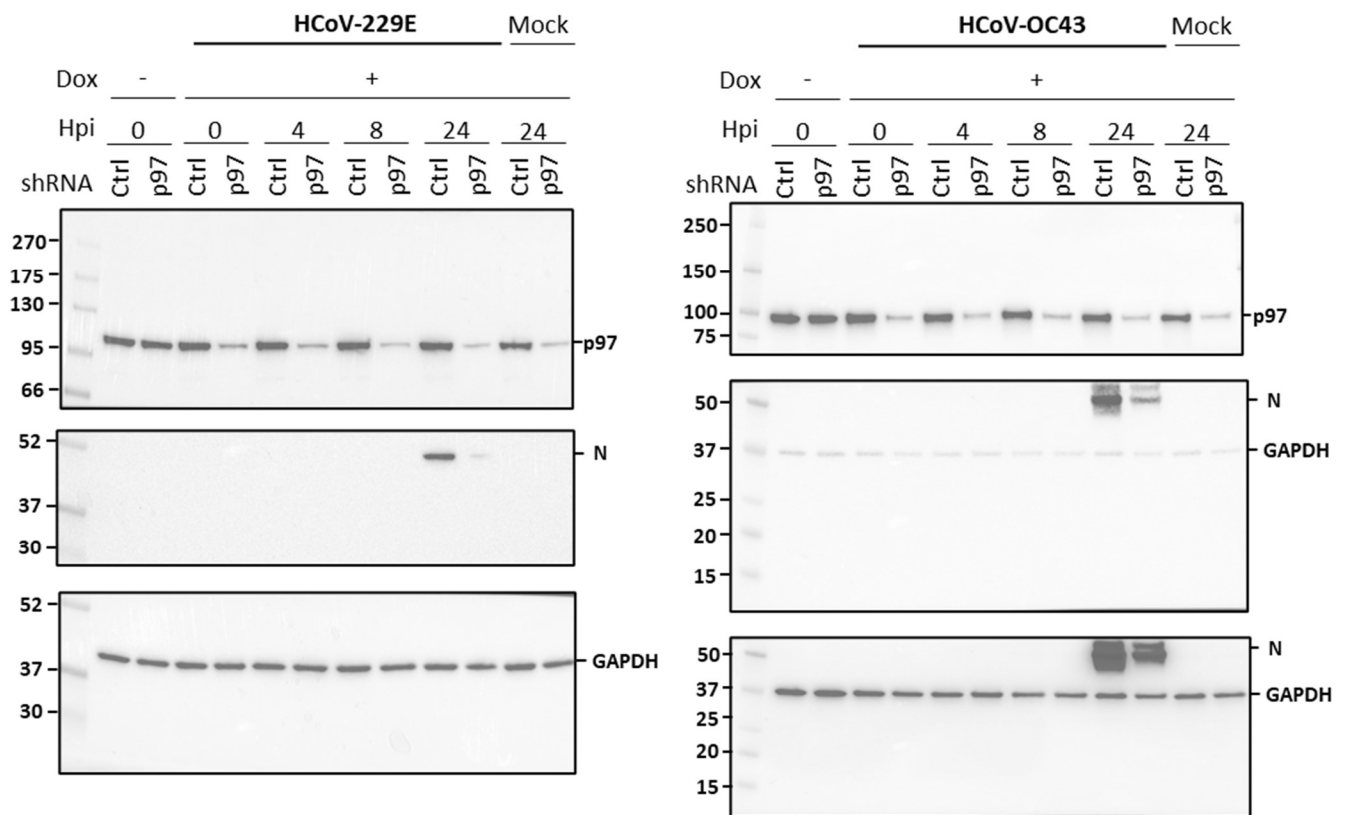 HCoV-229E Mock
Dox - +
Hpi 0 0 4 8 24 24
shRNA Ctrl p97 Ctrl p97 Ctrl p97 Ctrl p97 Ctrl p97 Ctrl p97
270
175
130
95
66
p97
52
37
30
N
52
37
30
GAPDH
HCoV-OC43 Mock
Dox - +
Hpi 0 0 4 8 24 24
shRNA Ctrl p97 Ctrl p97 Ctrl p97 Ctrl p97 Ctrl p97 Ctrl p97
250
150
100
75
p97
50
37
25
20
15
N
GAPDH
50
37
25
20
15
N
GAPDH